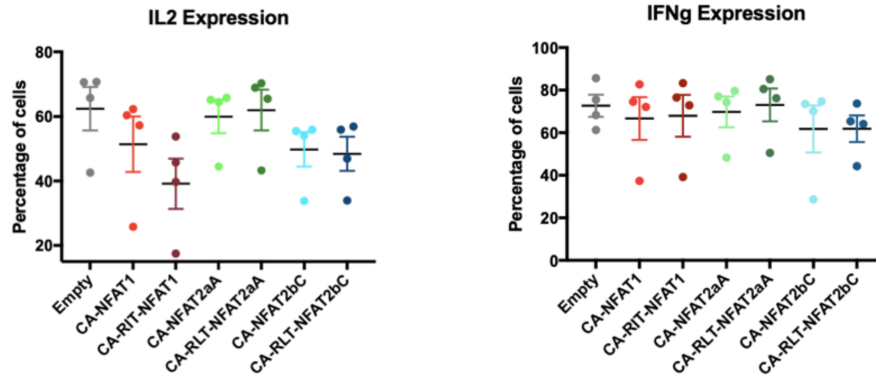 IL2 Expression
Percentage of cells
80
60
40
20
Empty
CA-NFAT1
CA-RIT-NFAT1
CA-NFAT2aA
CA-RLT-NFAT2aA
CA-NFAT2bC
CA-RLT-NFAT2bC
IFNg Expression
Percentage of cells
100
80
60
40
20
0
Empty
CA-NFAT1
CA-RIT-NFAT1
CA-NFAT2aA
CA-RLT-NFAT2aA
CA-NFAT2bC
CA-RLT-NFAT2bC